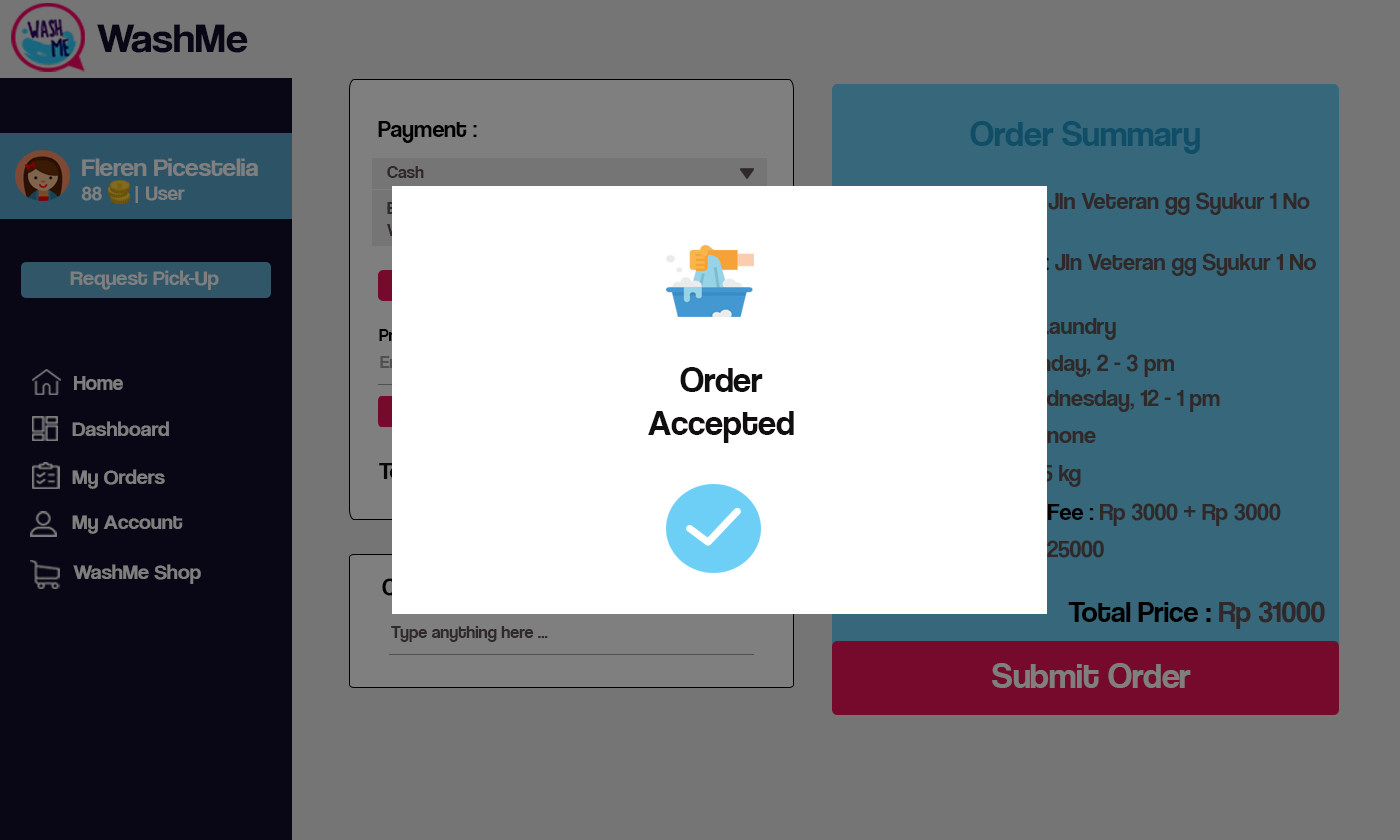 WASH
ME
WashMe
Fleren Picestelia
88 | User
Request Pick-Up
Home
Dashboard
My Orders
My Account
WashMe Shop
Payment :
Cash
Type anything here ...
Order
Accepted
Order Summary
Jln Veteran gg Syukur 1 No
: Jln Veteran gg Syukur 1 No
, 2 - 3 pm
, 12 - 1 pm
none
5 kg
Fee : Rp 3000 + Rp 3000
25000
Total Price : Rp 31000
Submit Order